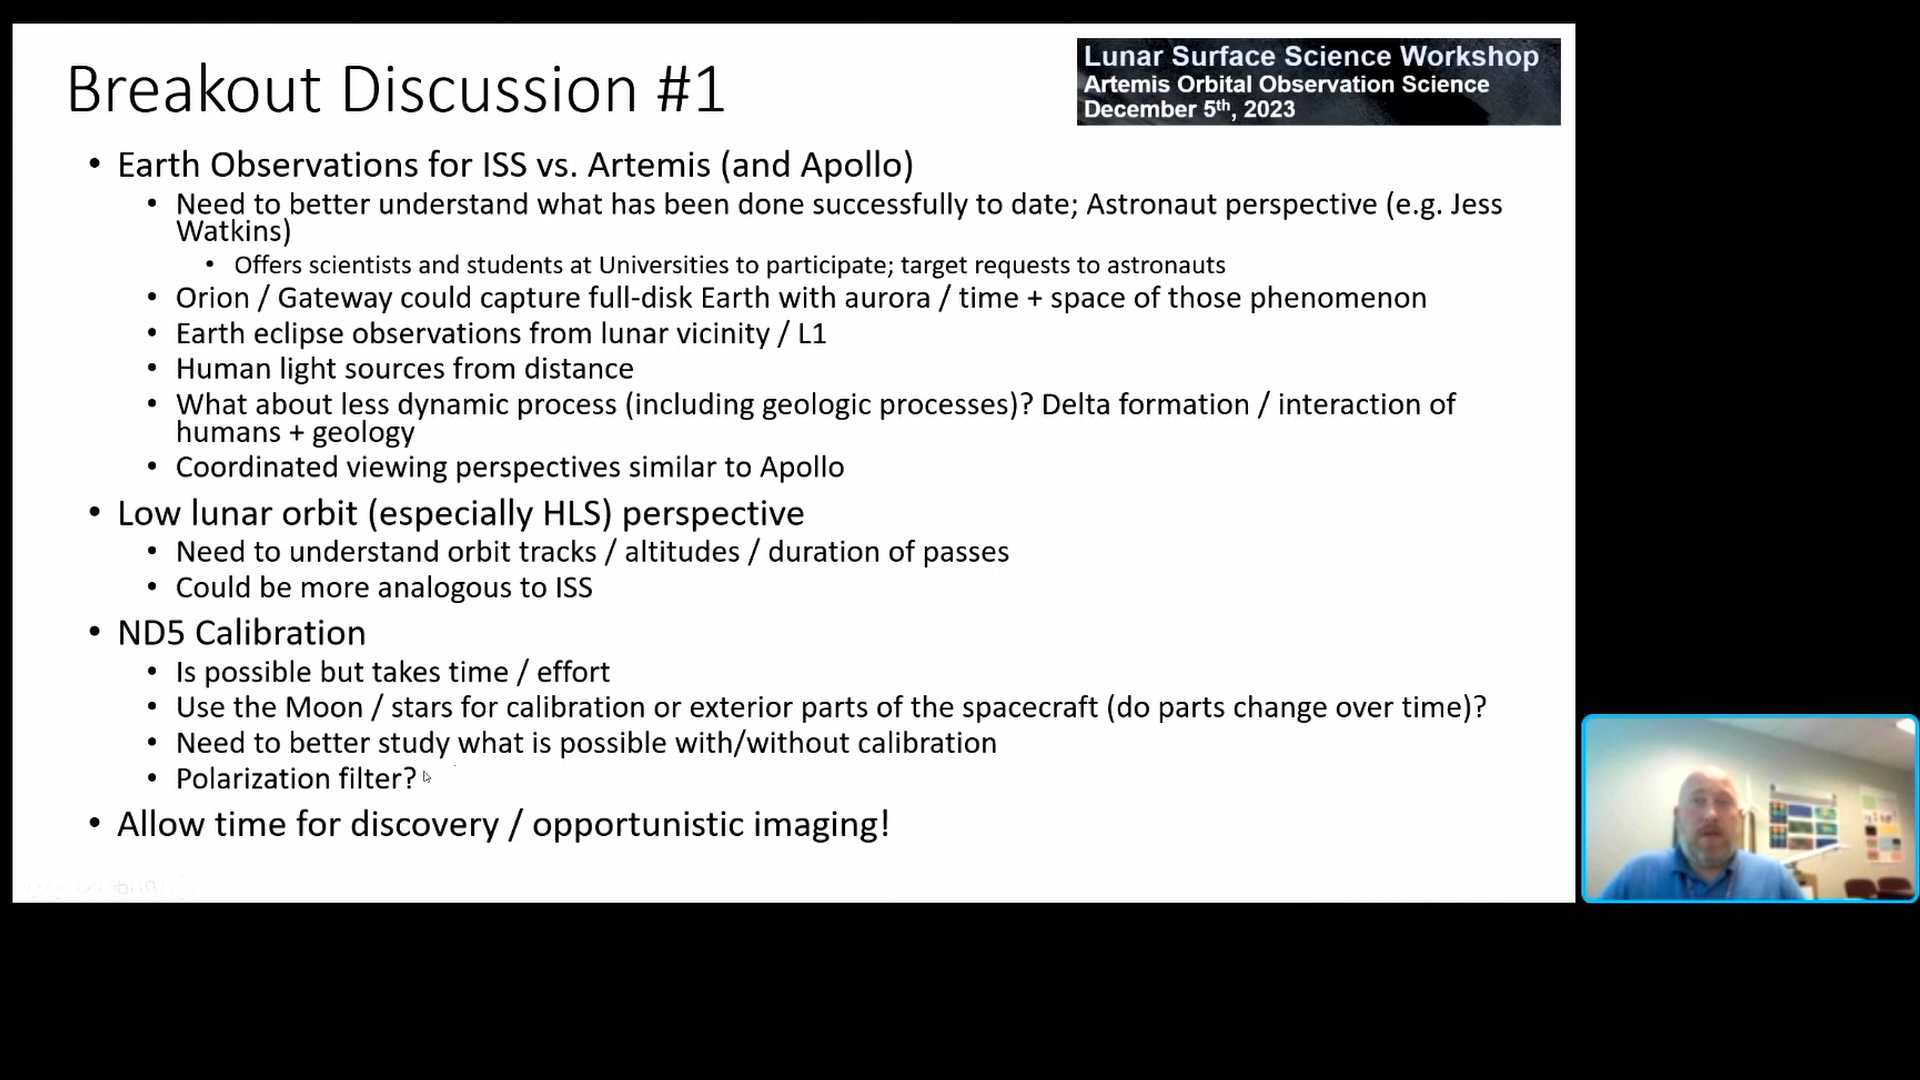 Breakout Discussion #1
Lunar Surface Science Workshop
Artemis Orbital Observation Science
December 5th, 2023
• Earth Observations for ISS vs. Artemis (and Apollo)
• Need to better understand what has been done successfully to date; Astronaut perspective (e.g. Jess
Watkins)
• Offers scientists and students at Universities to participate; target requests to astronauts
• Orion / Gateway could capture full-disk Earth with aurora / time + space of those phenomenon
• Earth eclipse observations from lunar vicinity / L1
• Human light sources from distance
• What about less dynamic process (including geologic processes)? Delta formation / interaction of
humans + geology
• Coordinated viewing perspectives similar to Apollo
• Low lunar orbit (especially HLS) perspective
• Need to understand orbit tracks / altitudes / duration of passes
• Could be more analogous to ISS
• ND5 Calibration
• Is possible but takes time / effort
• Use the Moon / stars for calibration or exterior parts of the spacecraft (do parts change over time)?
• Need to better study what is possible with/without calibration
• Polarization filter?
• Allow time for discovery / opportunistic imaging!